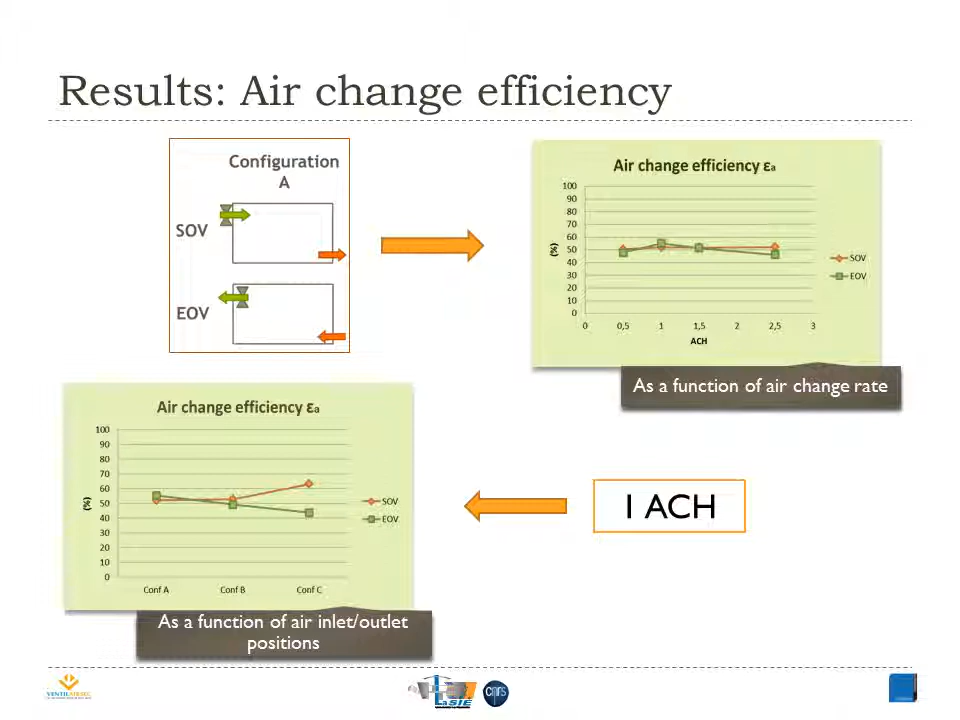 Results: Air change efficiency
Configuration
A
SOV
EOV
Air change efficiency εa
100
90
80
70
60
50
40
30
20
10
0
(%)
0
0,5
1
1,5
2
2,5
3
ACH
SOV
EOV
As a function of air change rate
Air change efficiency εa
100
90
80
70
60
50
40
30
20
10
0
(%)
Conf A
Conf B
Conf C
SOV
EOV
1 ACH
As a function of air inlet/outlet
positions
VENTILAIRSEC
LaSIE
cnrs